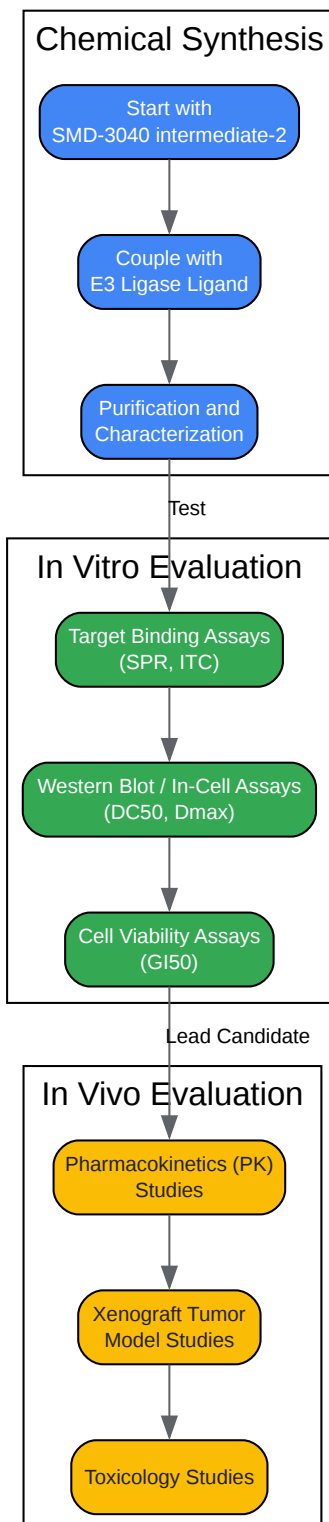 Chemical Synthesis
Start with
SMD-3040 intermediate-2
Couple with
E3 Ligase Ligand
Purification and
Characterization
Test
In Vitro Evaluation
Target Binding Assays
(SPR, ITC)
Western Blot / In-Cell Assays
(DC50, Dmax)
Cell Viability Assays
(GI50)
Lead Candidate
In Vivo Evaluation
Pharmacokinetics (PK)
Studies
Xenograft Tumor
Model Studies
Toxicology Studies